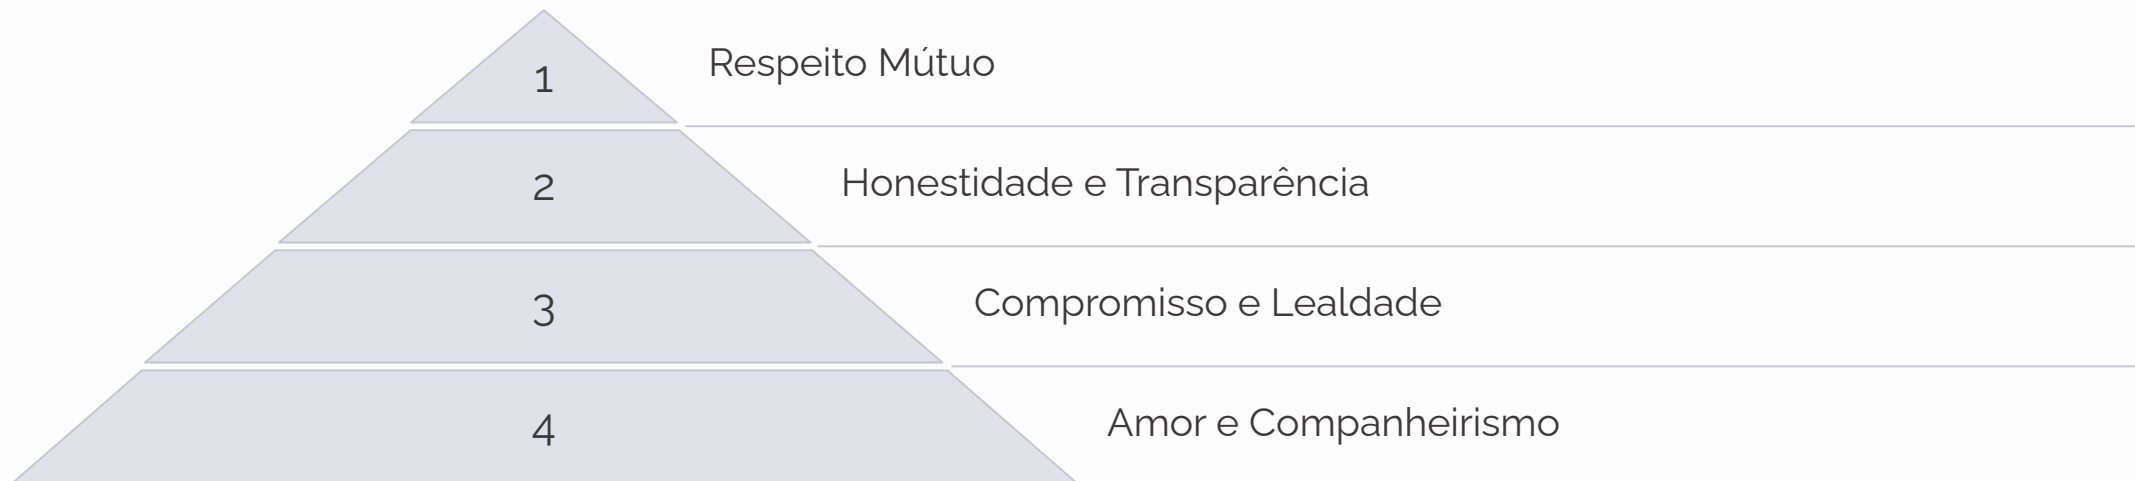 1
Respeito Mútuo
2
Honestidade e Transparência
3
Compromisso e Lealdade
4
Amor e Companheirismo